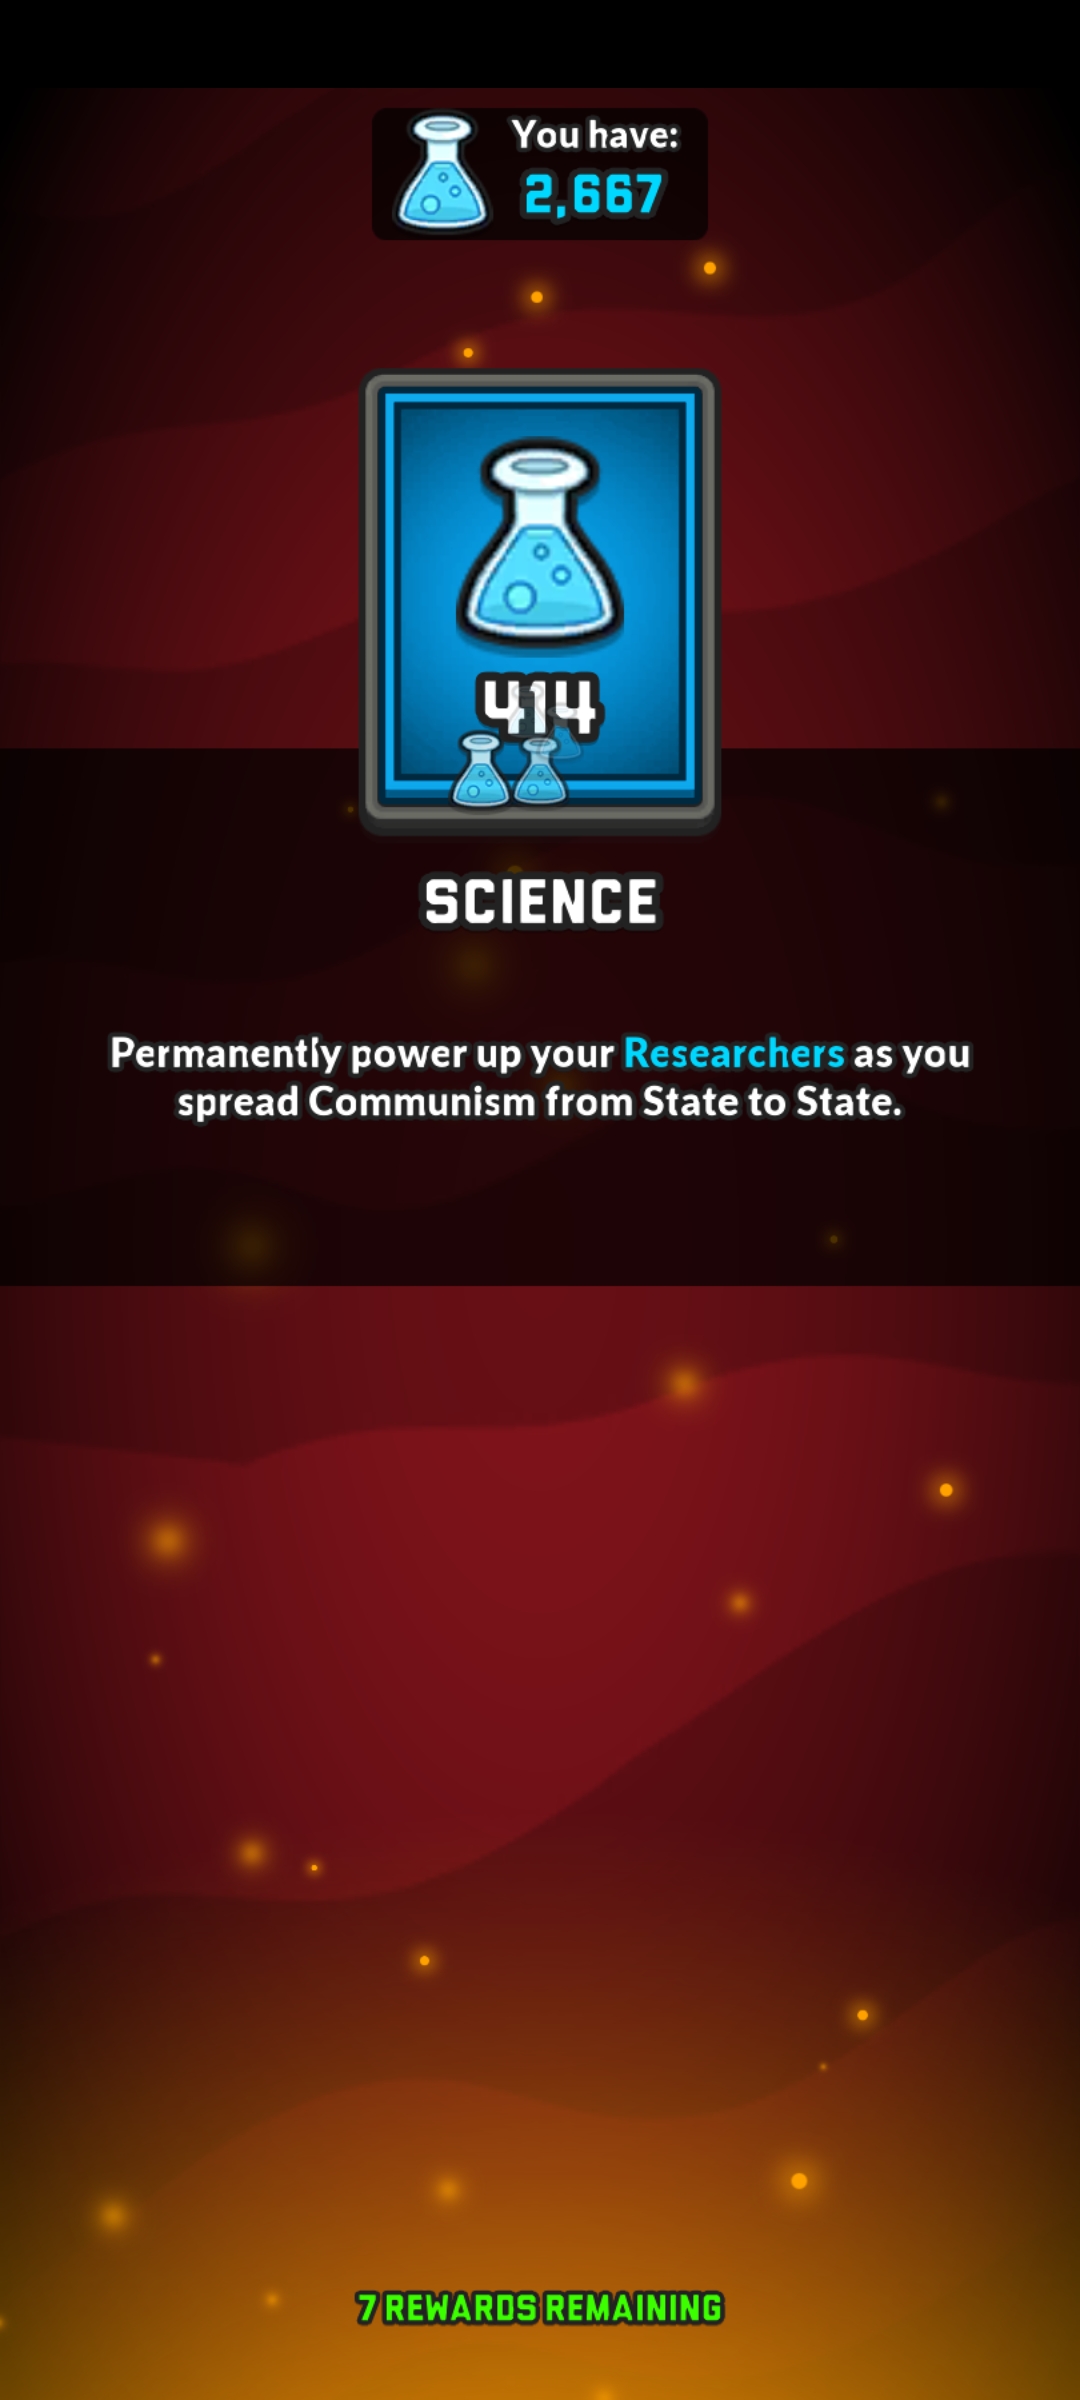 You have:
2,667
414
SCIENCE
Permanently power up your Researchers as you
spread Communism from State to State.
7 REWARDS REMAINING